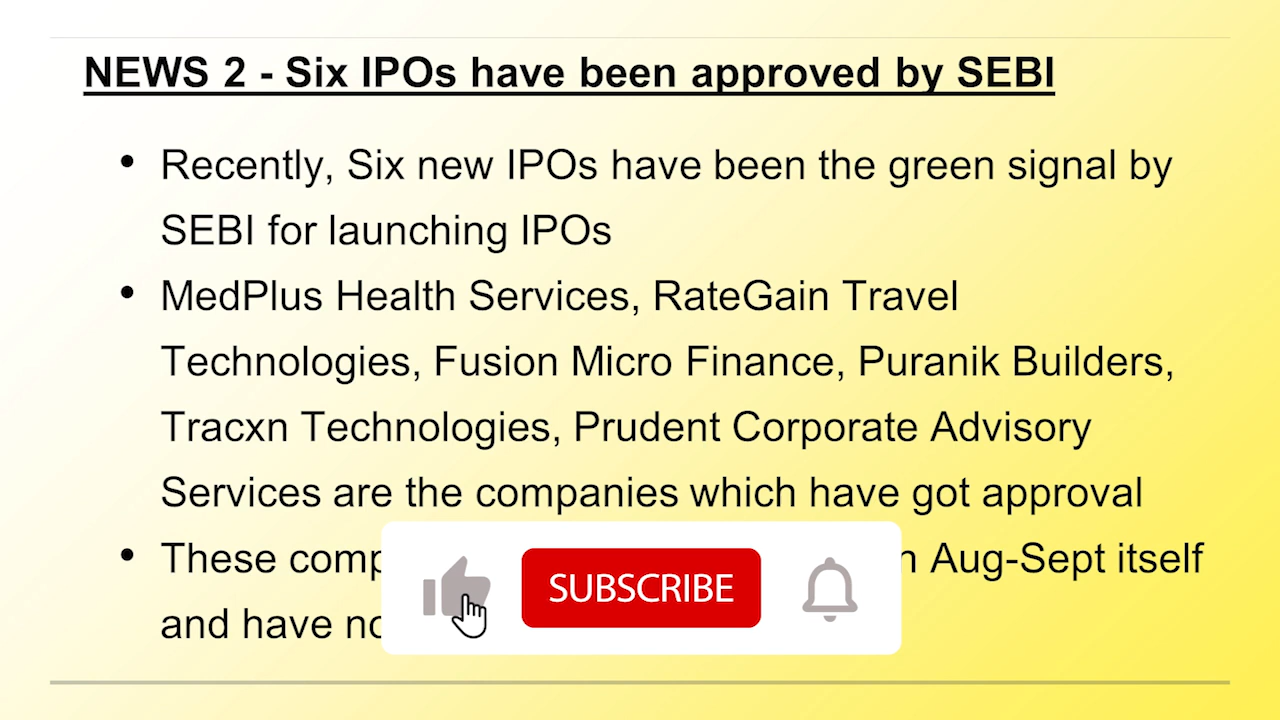 NEWS 2 - Six IPOs have been approved by SEBI
• Recently, Six new IPOs have been the green signal by
SEBI for launching IPOs
• MedPlus Health Services, RateGain Travel
Technologies, Fusion Micro Finance, Puranik Builders,
Tracxn Technologies, Prudent Corporate Advisory
Services are the companies which have got approval
• These Aug-Sept itself
and have
SUBSCRIBE